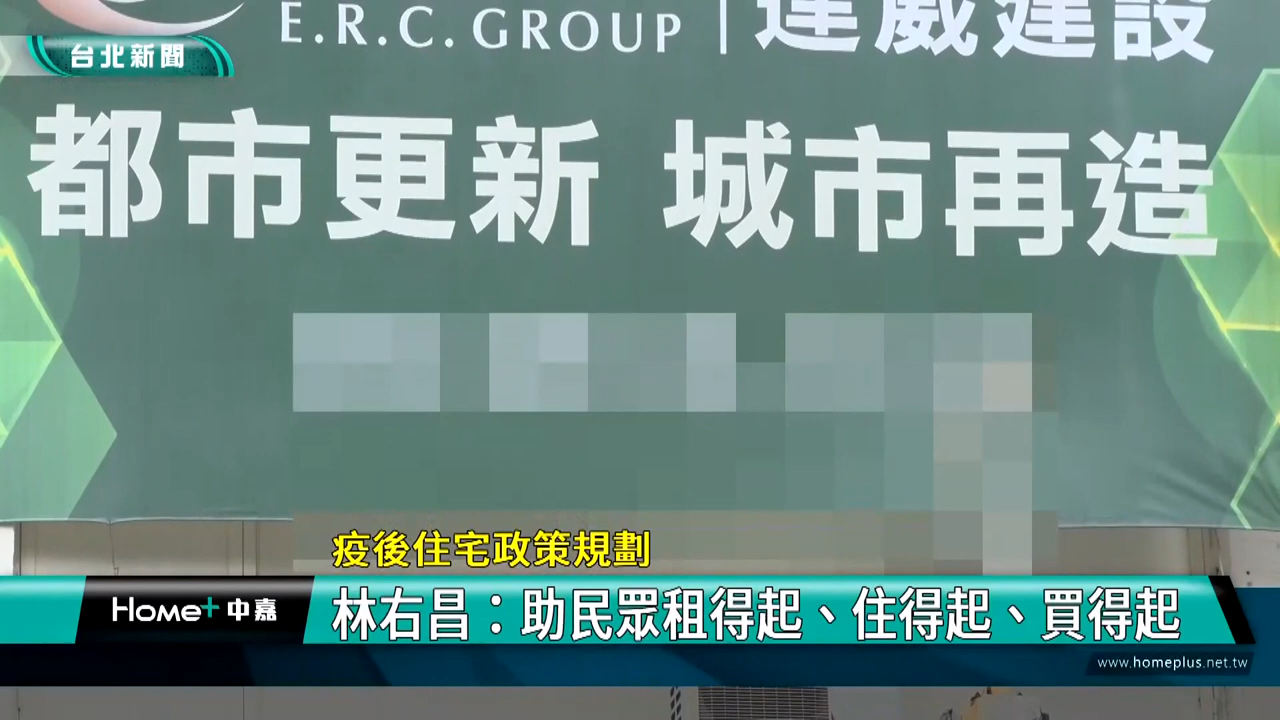 E.R.C.GROUP | 達威建設
台北新聞
都市更新 城市再造
疫後住宅政策規劃
Home+中嘉
林右昌：助民眾租得起、住得起、買得起
www.homeplus.net.tw